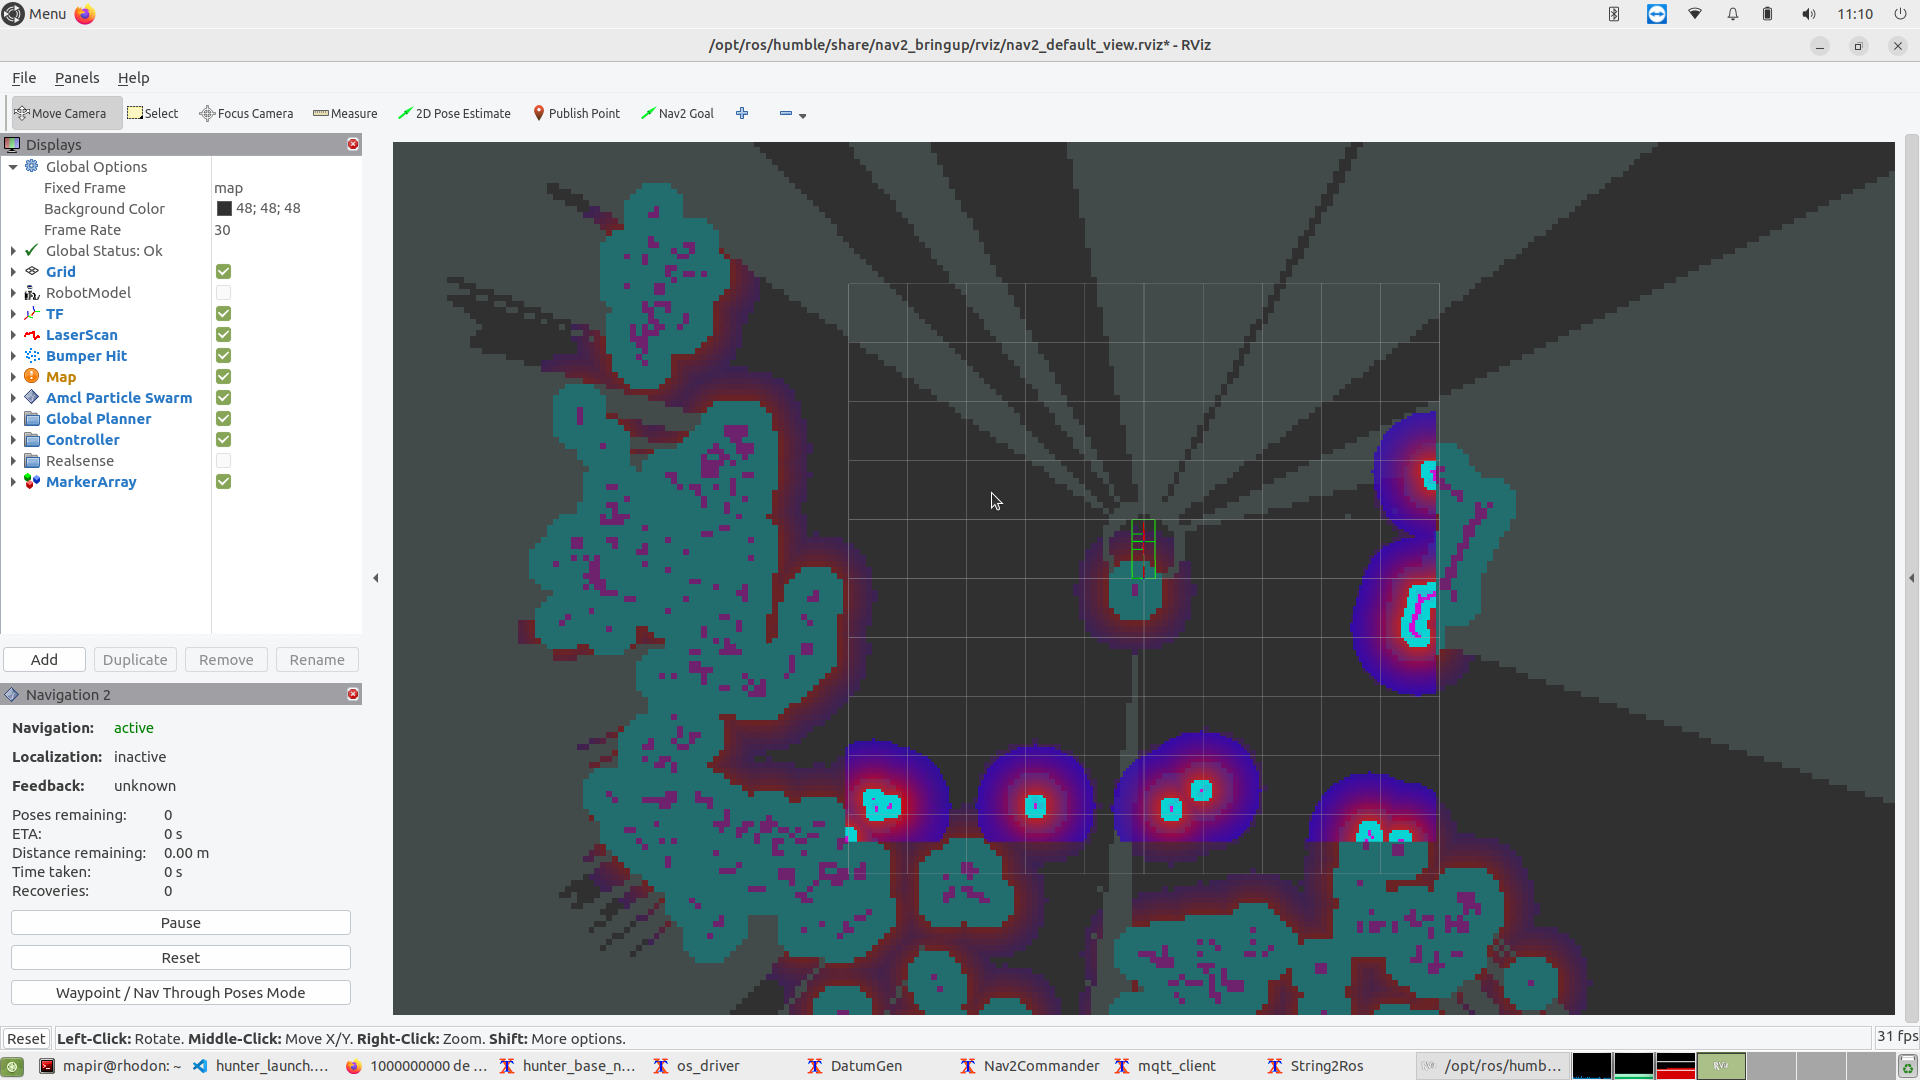 Menu
11:10
/opt/ros/humble/share/nav2_bringup/rviz/nav2_default_view.rviz* - RViz
File Panels Help
Move Camera Select Focus Camera Measure 2D Pose Estimate Publish Point Nav2 Goal
Displays
Global Options
Fixed Frame map
Background Color 48; 48; 48
Frame Rate 30
Global Status: Ok
Grid
RobotModel
TF
LaserScan
Bumper Hit
Map
Amcl Particle Swarm
Global Planner
Controller
Realsense
MarkerArray
Add Duplicate Remove Rename
Navigation 2
Navigation: active
Localization: inactive
Feedback: unknown
Poses remaining: 0
ETA: 0 s
Distance remaining: 0.00 m
Time taken: 0 s
Recoveries: 0
Pause
Reset
Waypoint / Nav Through Poses Mode
Reset Left-Click: Rotate. Middle-Click: Move X/Y. Right-Click: Zoom. Shift: More options. 31 fps
mapir@rhodon: ~ hunter_launch.... 1000000000 de ... hunter_base_n... os_driver DatumGen Nav2Commander mqtt_client String2Ros /opt/ros/humb...